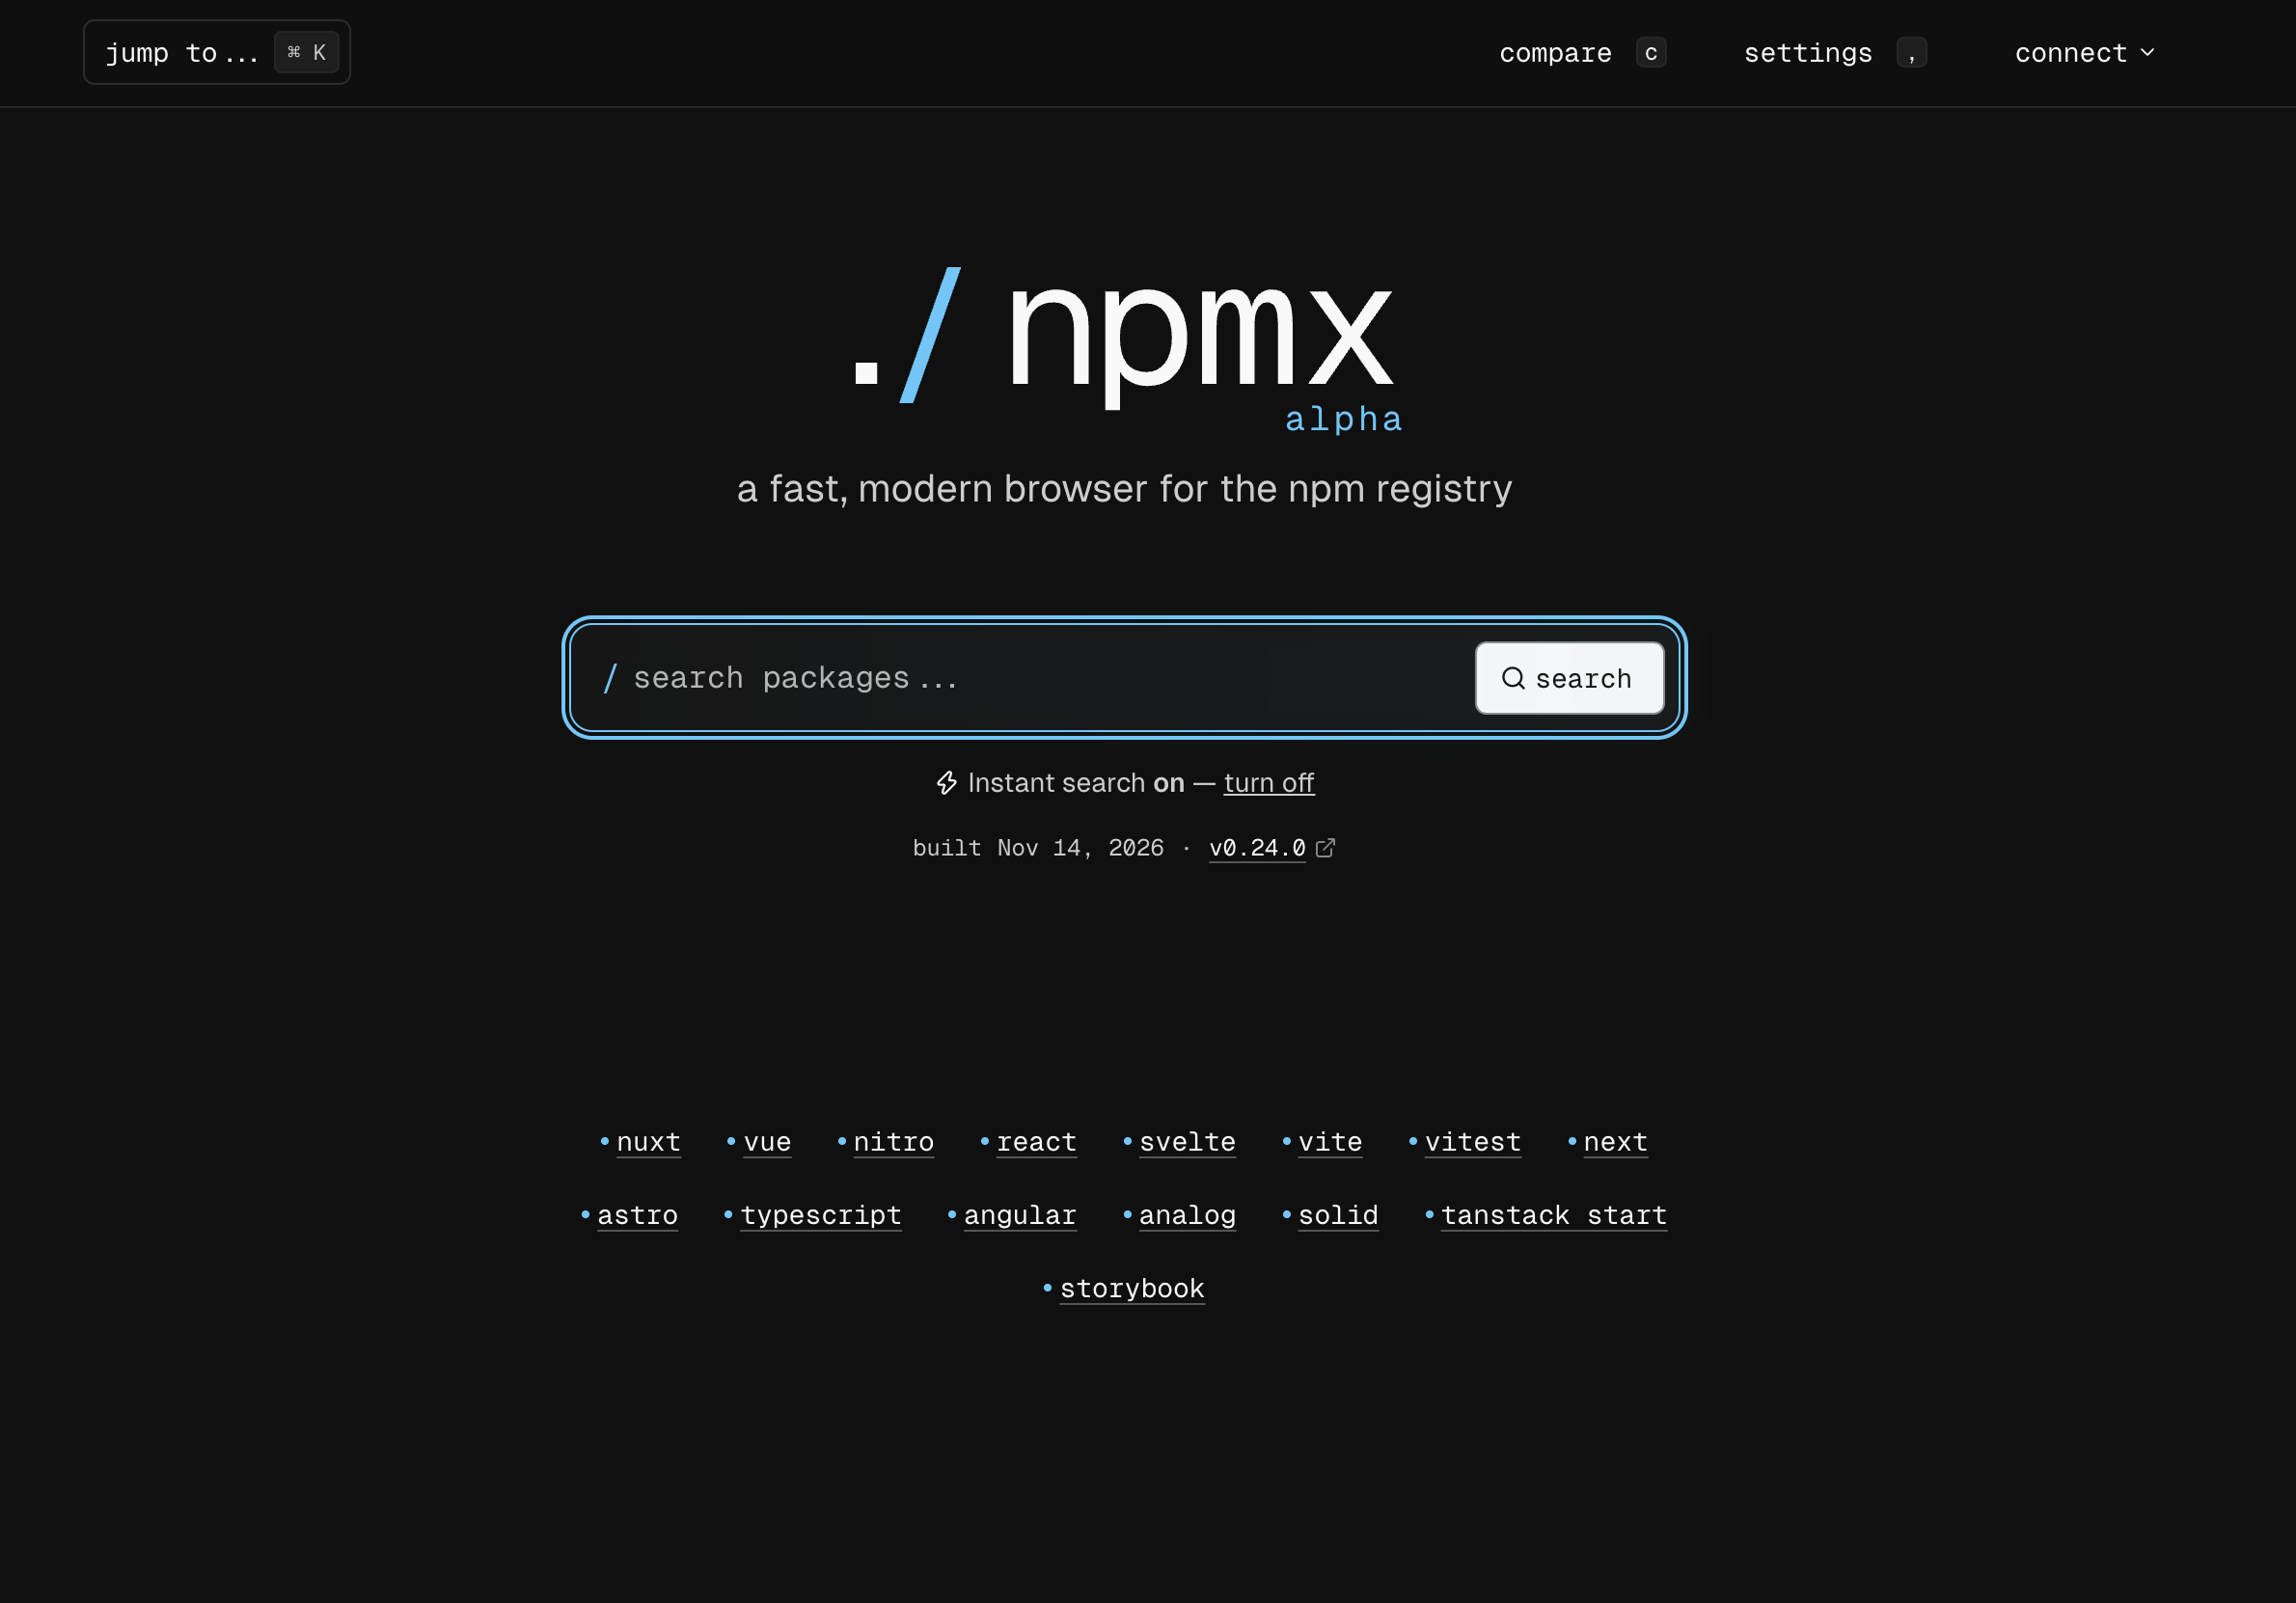 jump to... ⌘ K compare c settings , connect
./npmx
alpha
a fast, modern browser for the npm registry
/ search packages... search
Instant search on — turn off
built Nov 14, 2026 · v0.24.0
• nuxt • vue • nitro • react • svelte • vite • vitest • next
• astro • typescript • angular • analog • solid • tanstack start
• storybook